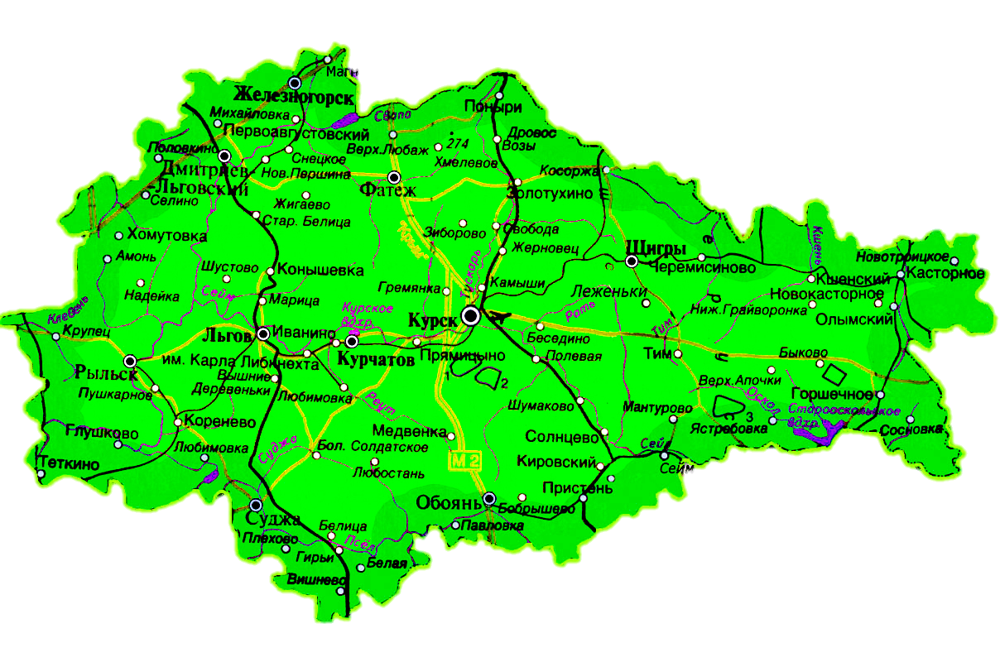 Магн
Железногорск
Михайловка
Первоавгустовский
Свапа
Поныри
Половкино
Снецкое
Верх.Любаж
274
Хмелевое
Дровос
Возы
Дмитриев-
-Льговский
Нов.Першина
Фатеж
Косоржа
Золотухино
Селино
Жигаево
Стар. Белица
Хомутовка
Зиборово
Свобода
Жерновец
Кшень
Амонь
Шустово
Конышевка
Щигры
Черемисиново
Новотроицкое
Касторное
Надейка
Сейм
Марица
Гремянка
Тускарь
Камыши
Леженьки
Кшенский
Новокасторное
Клевень
Крупец
Курское
вдхр.
Курск
Рать
Ниж.Грайворонка
Олымский
Льгов
Иванино
Курчатов
Беседино
Тим
Рыльск
им. Карла Либкнехта
Прямицыно
Полевая
Тим
Быково
Вышние
Деревеньки
Пушкарное
Любимовка
Реут
1
2
Шумаково
Верх. Апочки
Горшечное
Мантурово
Оскол
Старооскольское
вдхр.
Глушково
Коренево
Медвенка
Солнцево
Ястребовка
3
Сосновка
Любимовка
Суджа
Бол. Солдатское
М 2
Кировский
Сейм
Сейм
Теткино
Любостань
Пристень
Обоянь
Бобрышево
Суджа
Белица
Павловка
Плехово
Псёл
Гирьи
Белая
Вишнево